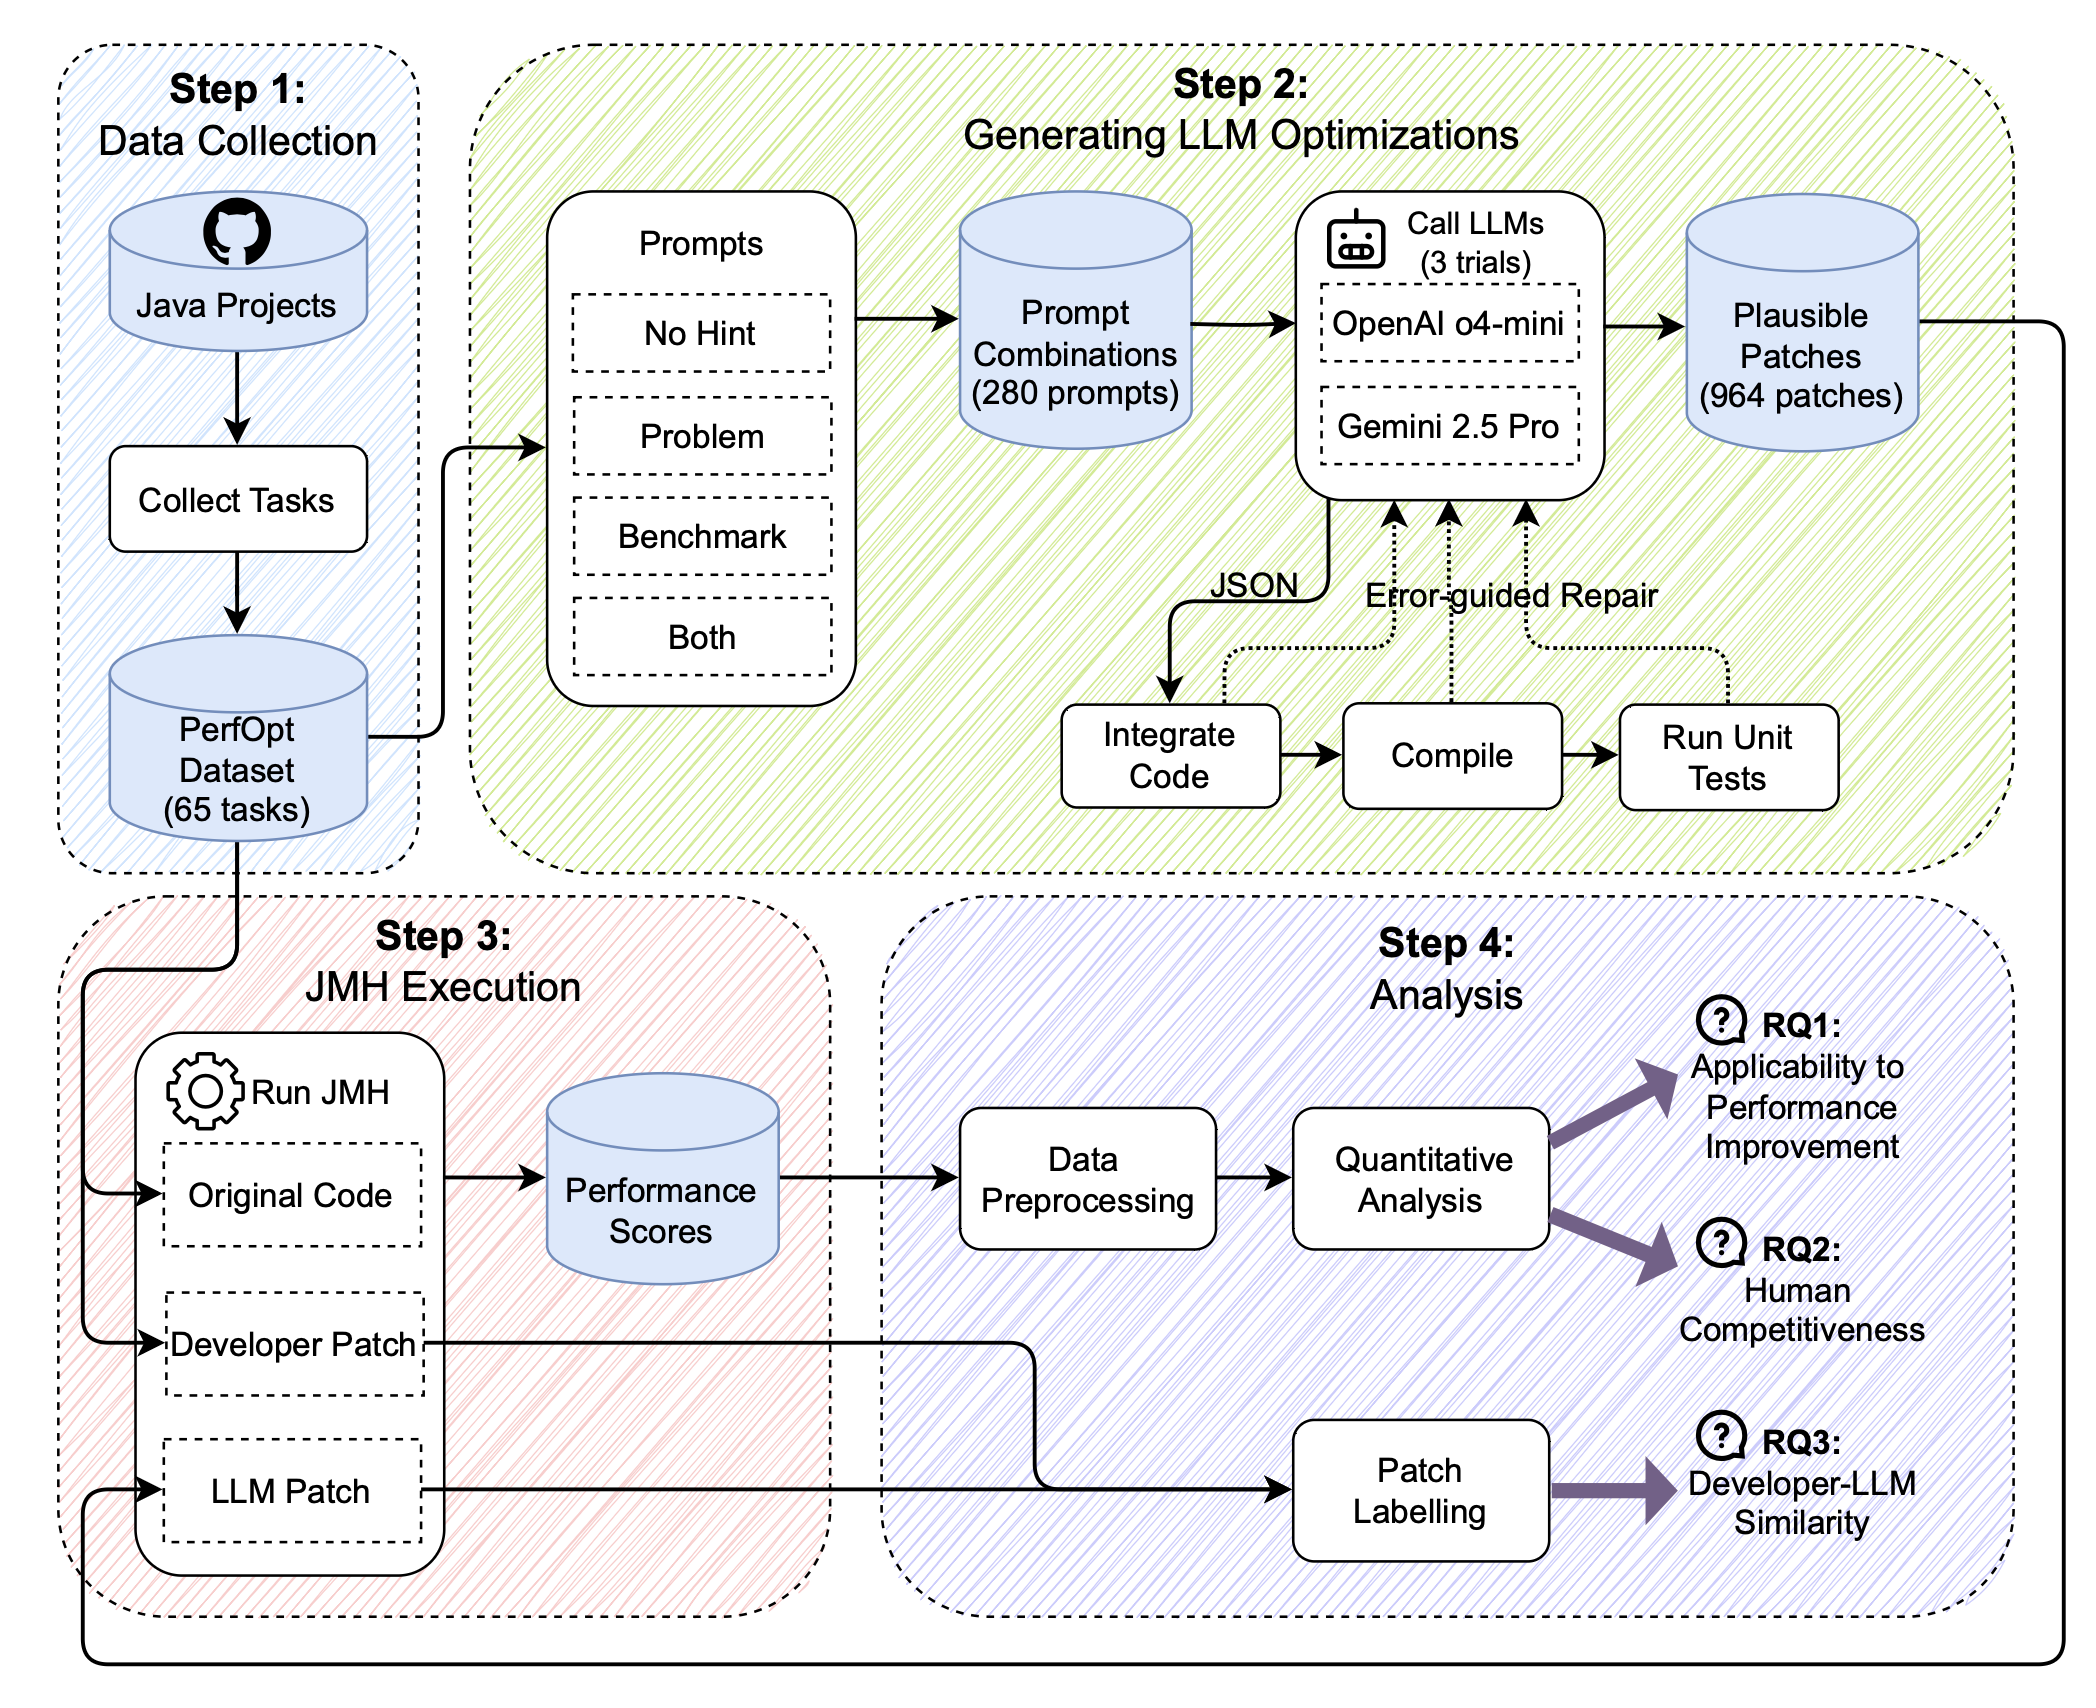 Step 1:
Data Collection
Java Projects
Collect Tasks
PerfOpt
Dataset
(65 tasks)
Step 2:
Generating LLM Optimizations
Prompts
No Hint
Problem
Benchmark
Both
Prompt
Combinations
(280 prompts)
Call LLMs
(3 trials)
OpenAI o4-mini
Gemini 2.5 Pro
Plausible
Patches
(964 patches)
JSON
Error-guided Repair
Integrate
Code
Compile
Run Unit
Tests
Step 3:
JMH Execution
Run JMH
Original Code
Developer Patch
LLM Patch
Performance
Scores
Step 4:
Analysis
Data
Preprocessing
Quantitative
Analysis
Patch
Labelling
? RQ1:
Applicability to
Performance
Improvement
? RQ2:
Human
Competitiveness
? RQ3:
Developer-LLM
Similarity